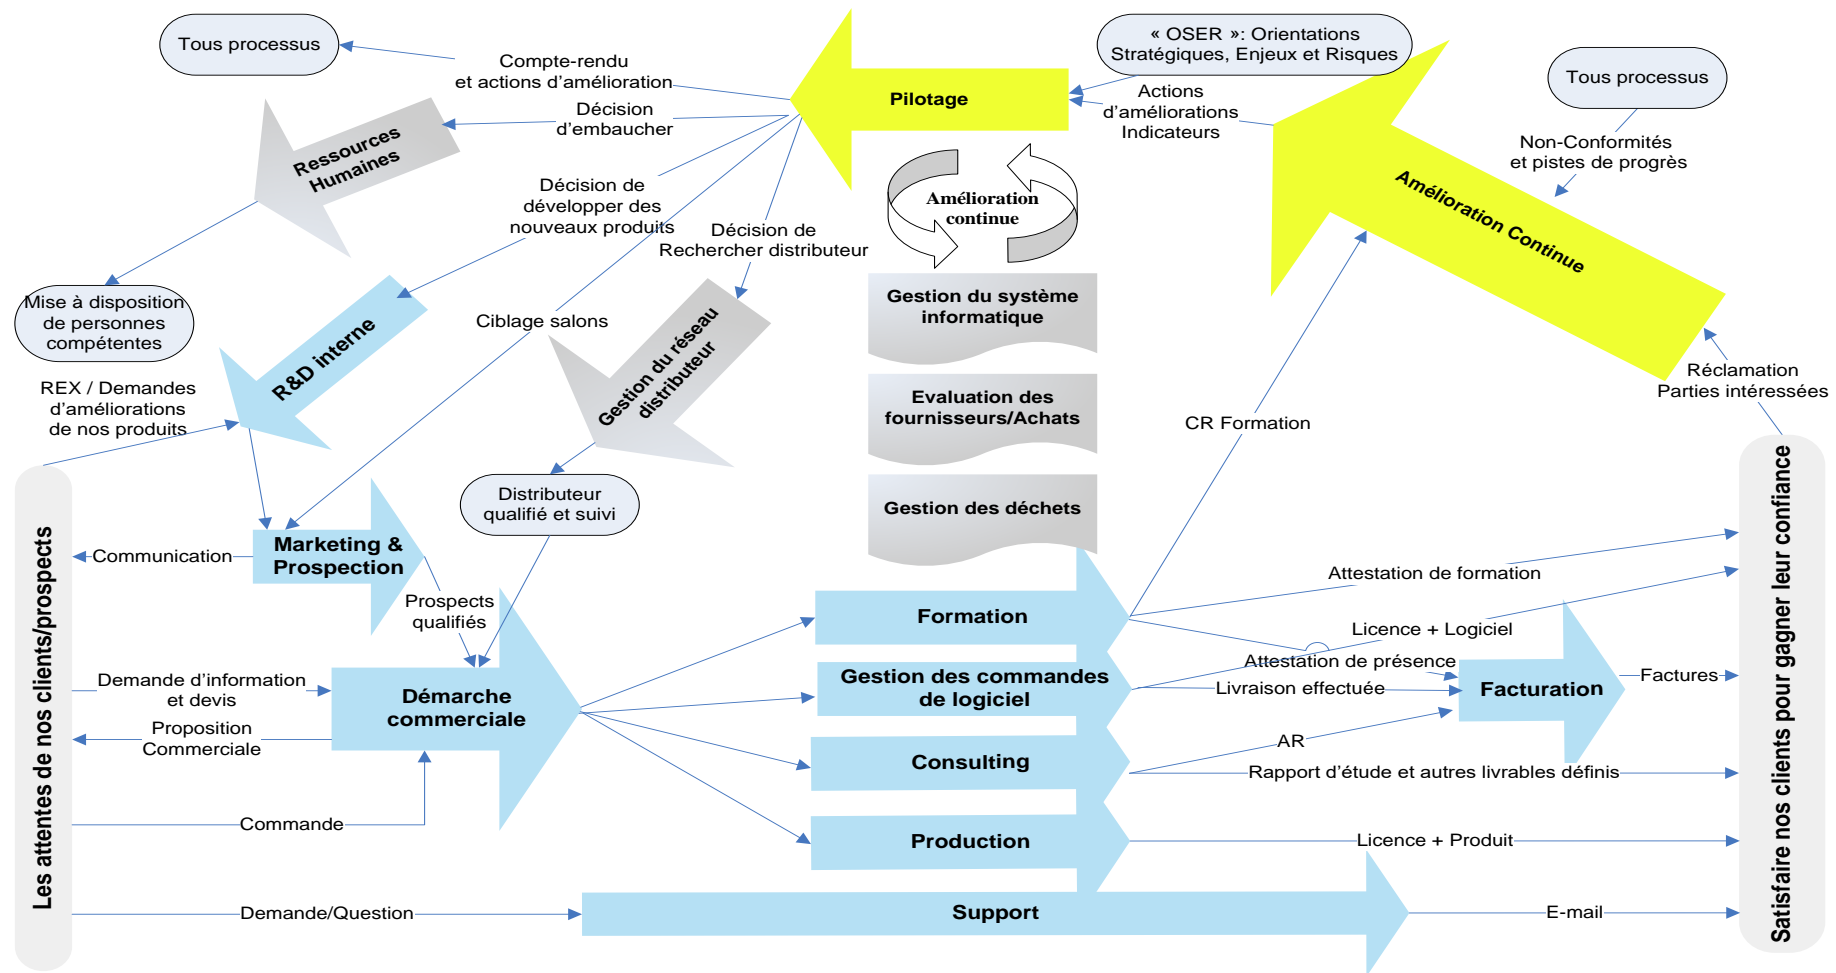 Tous processus
Compte-rendu
et actions d’amélioration
Décision
d’embaucher
Pilotage
« OSER »: Orientations
Stratégiques, Enjeux et Risques
Actions
d’améliorations
Indicateurs
Tous processus
Non-Conformités
et pistes de progrès
Ressources
Humaines
Décision de
développer des
nouveaux produits
Décision de
Rechercher distributeur
Amélioration
continue
Amélioration Continue
Mise à disposition
de personnes
compétentes
R&D interne
Ciblage salons
Gestion du réseau
distributeur
Gestion du système
informatique
REX / Demandes
d’améliorations
de nos produits
Evaluation des
fournisseurs/Achats
CR Formation
Réclamation
Parties intéressées
Distributeur
qualifié et suivi
Gestion des déchets
Les attentes de nos clients/prospects
Communication
Marketing &
Prospection
Prospects
qualifiés
Formation
Attestation de formation
Licence + Logiciel
Attestation de présence
Livraison effectuée
Demande d’information
et devis
Démarche
commerciale
Gestion des commandes
de logiciel
Facturation
Factures
Proposition
Commerciale
Consulting
AR
Rapport d’étude et autres livrables définis
Commande
Production
Licence + Produit
Demande/Question
Support
E-mail
Satisfaire nos clients pour gagner leur confiance